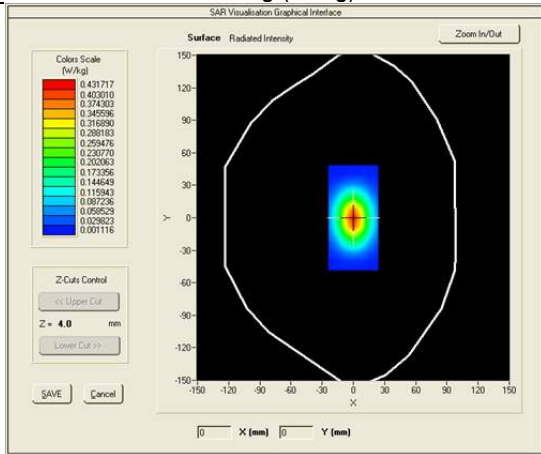 SAR Visualisation Graphical Interface
Surface Radiated Intensity
Zoom In/Out
Colors Scale
(W/kg)
0.431717
0.403010
0.374303
0.345596
0.316890
0.288183
0.259476
0.230770
0.202063
0.173356
0.144649
0.115943
0.087236
0.058529
0.029823
0.001116
150-
120-
90-
60-
30-
Y 0-
-30-
-60-
-90-
-120-
-150-
-150 -120 -90 -60 -30 0 30 60 90 120 150
X
Z-Cuts Control
<< Upper Cut
Z = 4.0 mm
Lower Cut >>
SAVE Cancel
0 X (mm) 0 Y (mm)